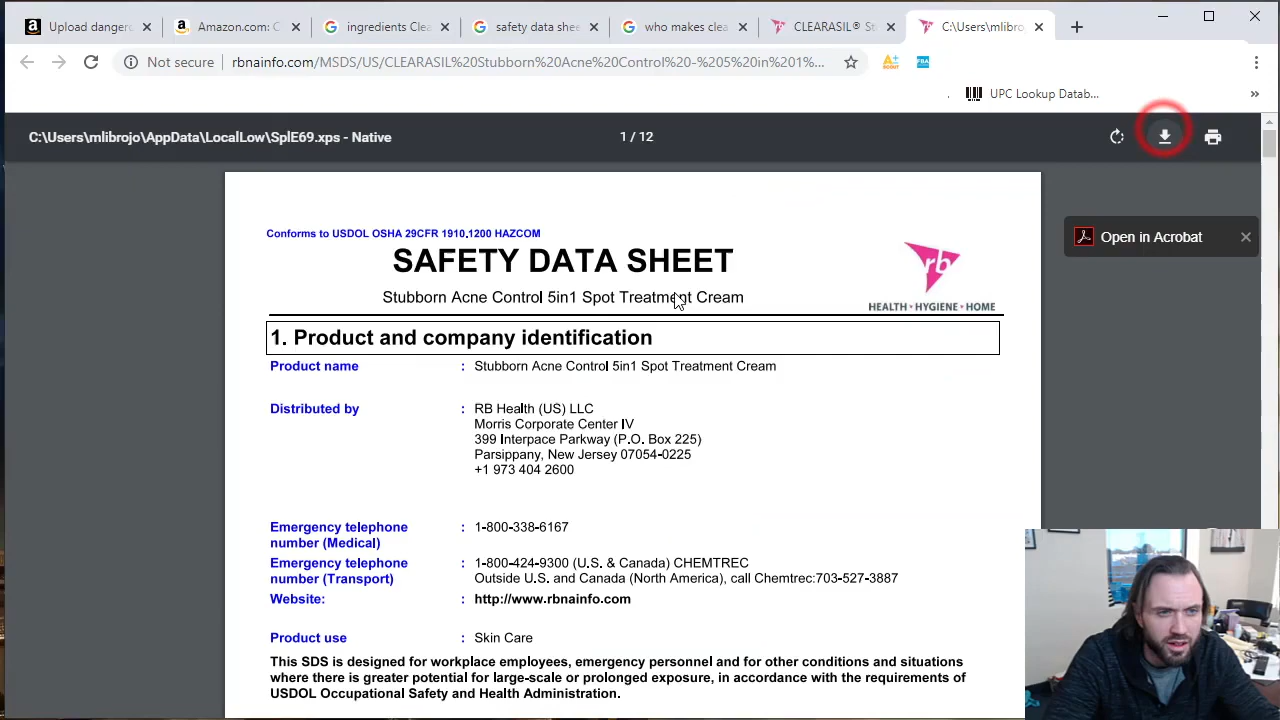 Upload dangerc
Amazon.com: C
ingredients Clea
safety data shee
who makes clea
CLEARASIL® St
C:\Users\mlibroj
Not secure
rbnainfo.com/MSDS/US/CLEARASIL%20Stubborn%20Acne%20Control%20-%205%20in%201%...
UPC Lookup Datab...
C:\Users\mlibrojo\AppData\LocalLow\SplE69.xps - Native
1 / 12
Open in Acrobat
Conforms to USDOL OSHA 29CFR 1910.1200 HAZCOM
SAFETY DATA SHEET
Stubborn Acne Control 5in1 Spot Treatment Cream
rb
HEALTH • HYGIENE • HOME
1. Product and company identification
Product name : Stubborn Acne Control 5in1 Spot Treatment Cream
Distributed by : RB Health (US) LLC
Morris Corporate Center IV
399 Interpace Parkway (P.O. Box 225)
Parsippany, New Jersey 07054-0225
+1 973 404 2600
Emergency telephone : 1-800-338-6167
number (Medical)
Emergency telephone : 1-800-424-9300 (U.S. & Canada) CHEMTREC
number (Transport) Outside U.S. and Canada (North America), call Chemtrec:703-527-3887
Website: : http://www.rbnainfo.com
Product use : Skin Care
This SDS is designed for workplace employees, emergency personnel and for other conditions and situations
where there is greater potential for large-scale or prolonged exposure, in accordance with the requirements of
USDOL Occupational Safety and Health Administration.